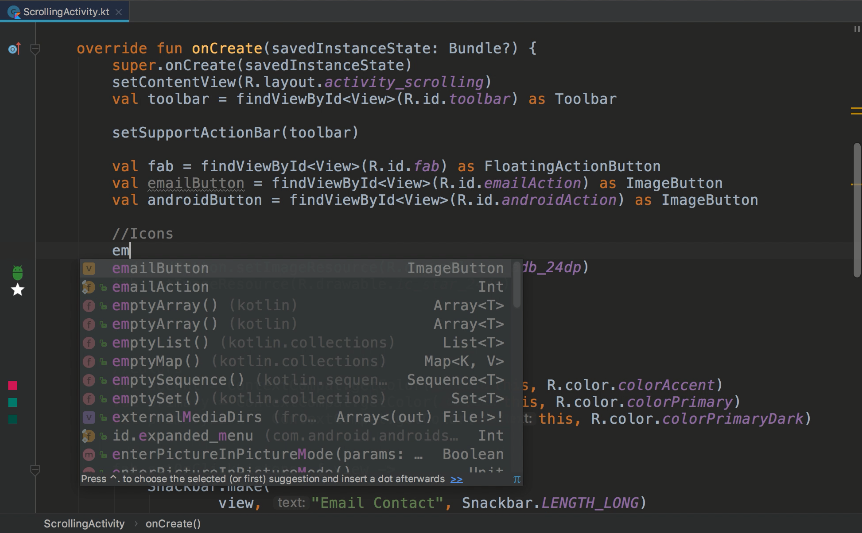 ScrollingActivity.kt
override fun onCreate(savedInstanceState: Bundle?) {
super.onCreate(savedInstanceState)
setContentView(R.layout.activity_scrolling)
val toolbar = findViewById<View>(R.id.toolbar) as Toolbar
setSupportActionBar(toolbar)
val fab = findViewById<View>(R.id.fab) as FloatingActionButton
val emailButton = findViewById<View>(R.id.emailAction) as ImageButton
val androidButton = findViewById<View>(R.id.androidAction) as ImageButton
//Icons
em
db_24dp)
emailButton ImageButton
emailAction Int
emptyArray() (kotlin) Array<T>
emptyArray() (kotlin) Array<T>
emptyList() (kotlin.collections) List<T>
emptyMap() (kotlin.collections) Map<K, V>
emptySequence() (kotlin.sequen… Sequence<T>
s, R.color.colorAccent)
emptySet() (kotlin.collections) Set<T>
is, R.color.colorPrimary)
externalMediaDirs (fro… Array<(out) File!>!
t: this, R.color.colorPrimaryDark)
id.expanded_menu (com.android.androids… Int
enterPictureInPictureMode(params: … Boolean
enterPictureInPictureMode() Unit
Press ^. to choose the selected (or first) suggestion and insert a dot afterwards >> π
Snackbar.make(
view, text: "Email Contact", Snackbar.LENGTH_LONG)
ScrollingActivity › onCreate()